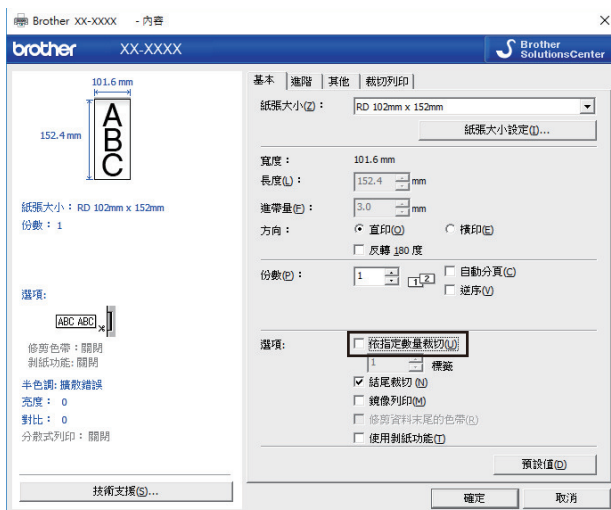 Brother XX-XXXX - 內容
brother XX-XXXX
Brother SolutionsCenter
101.6 mm
152.4 mm
ABC
紙張大小: RD 102mm x 152mm
份數: 1
選項:
ABC ABC
修剪色帶: 關閉
剝紙功能: 關閉
半色調: 擴散錯誤
亮度: 0
對比: 0
分散式列印: 關閉
技術支援(S)...
基本 進階 其他 裁切列印
紙張大小(Z): RD 102mm x 152mm
紙張大小設定(I)...
寬度: 101.6 mm
長度(L): 152.4 mm
進帶量(F): 3.0 mm
方向: 直印(O) 橫印(E)
反轉 180 度
份數(P): 1 1 2 自動分頁(C)
逆序(V)
選項: 依指定數量裁切(U)
1 標籤
結尾裁切 (N)
鏡像列印(M)
修剪資料末尾的色帶(R)
使用剝紙功能(T)
預設值(D)
確定 取消